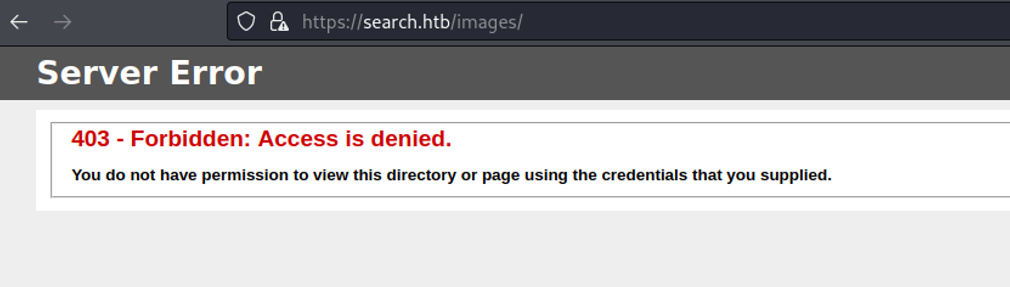 https://search.htb/images/
Server Error
403 - Forbidden: Access is denied.
You do not have permission to view this directory or page using the credentials that you supplied.